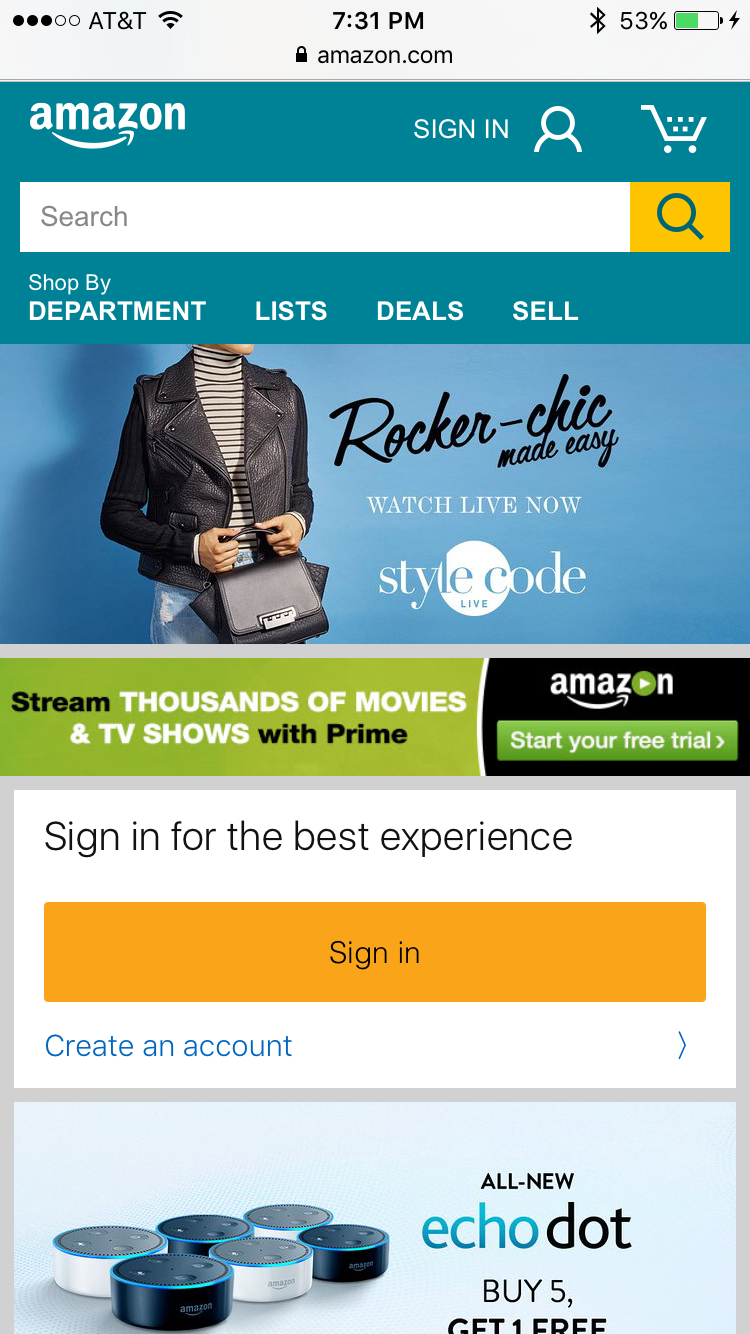 AT&T 7:31 PM 53%
amazon.com
amazon
SIGN IN
Search
Shop By
DEPARTMENT LISTS DEALS SELL
Rocker-chic
made easy
WATCH LIVE NOW
style code
LIVE
Stream THOUSANDS OF MOVIES
& TV SHOWS with Prime
amazon
Start your free trial ›
Sign in for the best experience
Sign in
Create an account
ALL-NEW
echo dot
BUY 5,
GET 1 FREE
amazon
amazon
amazon